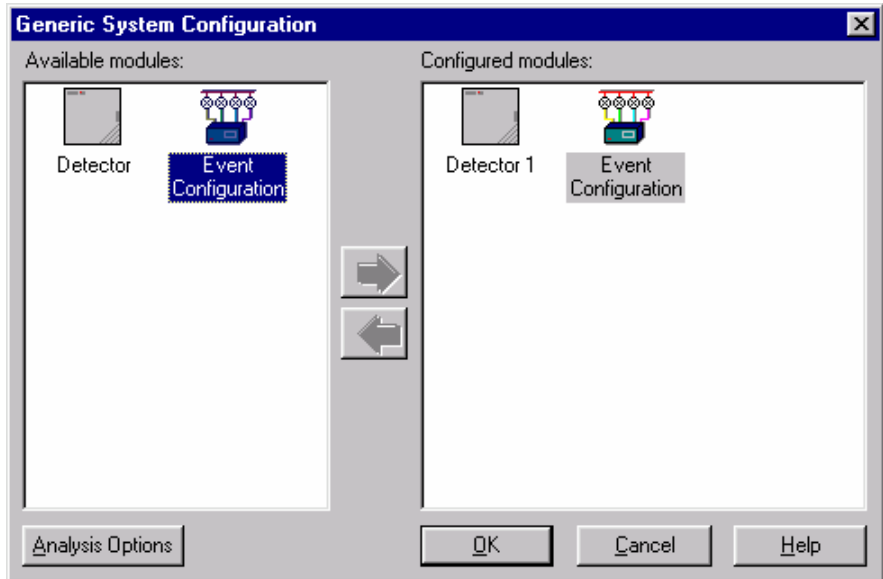 Generic System Configuration
Available modules:
Configured modules:
Detector
Event
Configuration
Detector 1
Event
Configuration
Analysis Options
OK
Cancel
Help